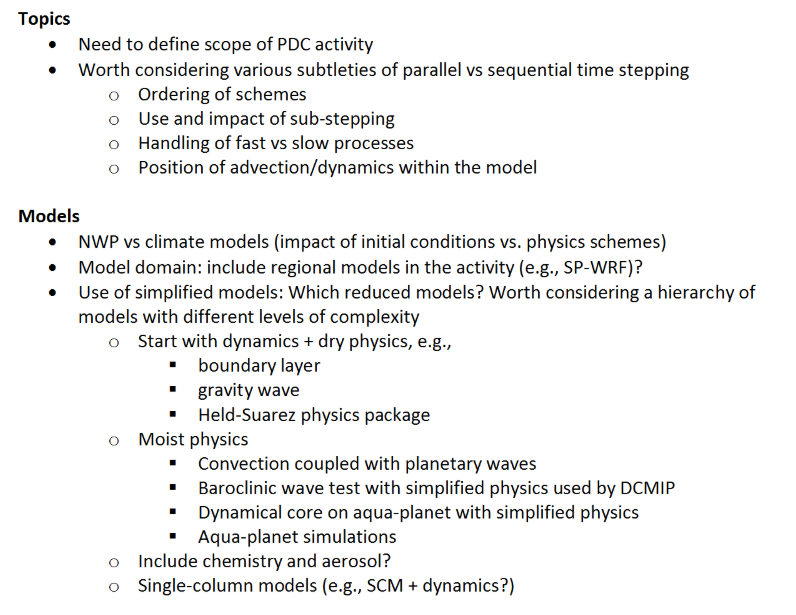 Topics
• Need to define scope of PDC activity
• Worth considering various subtleties of parallel vs sequential time stepping
o Ordering of schemes
o Use and impact of sub-stepping
o Handling of fast vs slow processes
o Position of advection/dynamics within the model
Models
• NWP vs climate models (impact of initial conditions vs. physics schemes)
• Model domain: include regional models in the activity (e.g., SP-WRF)?
• Use of simplified models: Which reduced models? Worth considering a hierarchy of
models with different levels of complexity
o Start with dynamics + dry physics, e.g.,
▪ boundary layer
▪ gravity wave
▪ Held-Suarez physics package
o Moist physics
▪ Convection coupled with planetary waves
▪ Baroclinic wave test with simplified physics used by DCMIP
▪ Dynamical core on aqua-planet with simplified physics
▪ Aqua-planet simulations
o Include chemistry and aerosol?
o Single-column models (e.g., SCM + dynamics?)